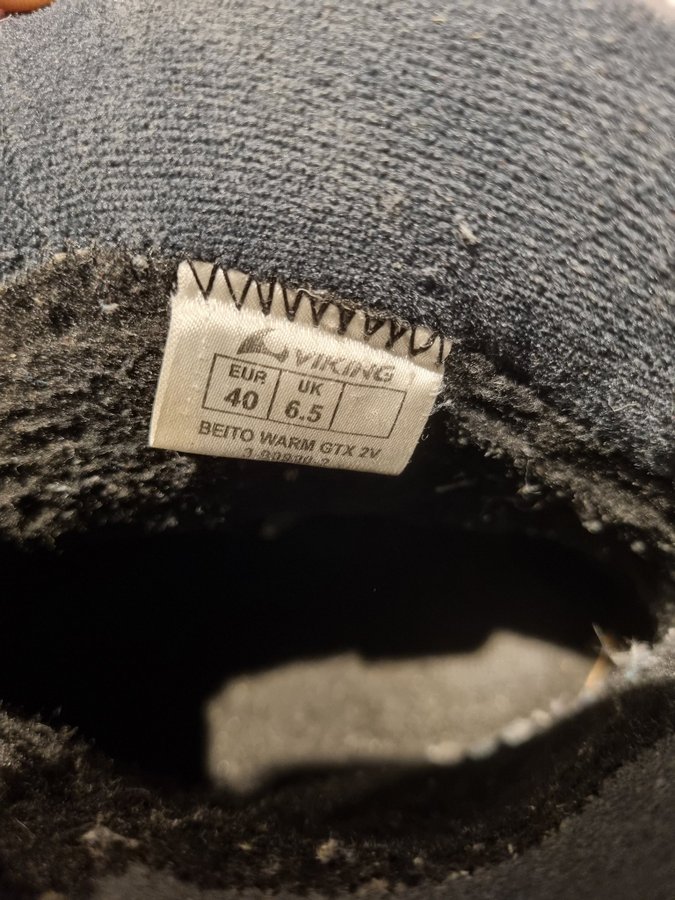 VIKING
EUR UK
40 6.5
BEITO WARM GTX 2V